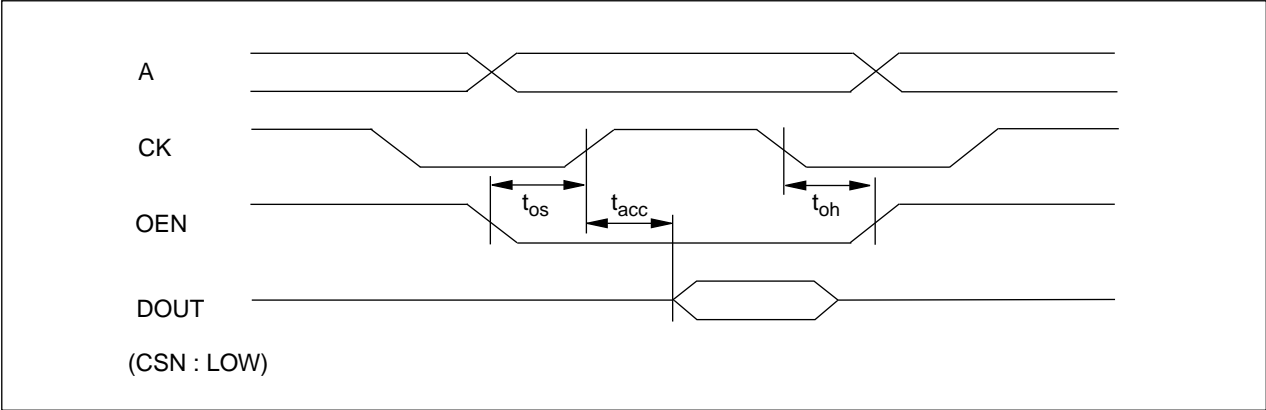 A
CK
tos
tacc
toh
OEN
DOUT
(CSN : LOW)